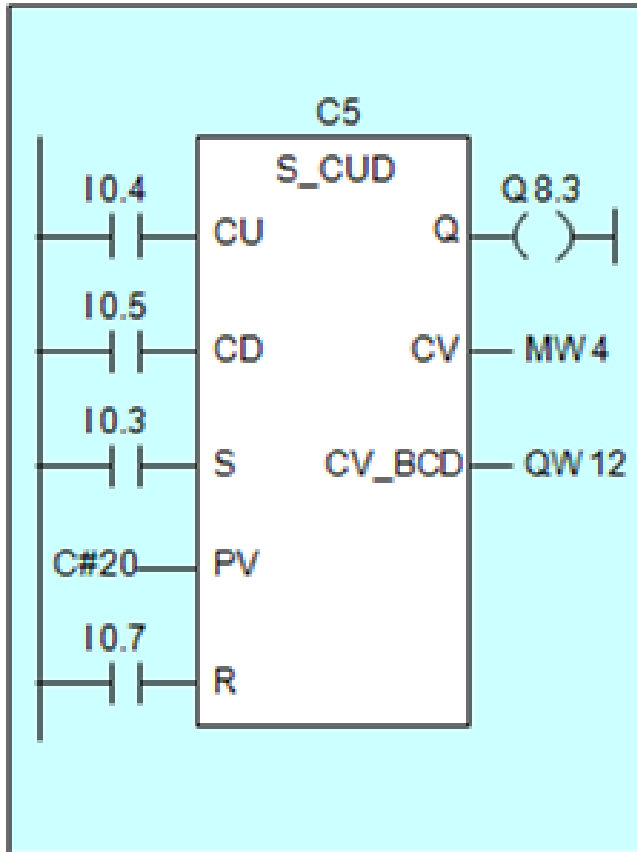 C5
S_CUD
I0.4
Q8.3
CU
Q
I0.5
CD
CV
MW4
I0.3
S
CV_BCD
QW12
C#20
PV
I0.7
R